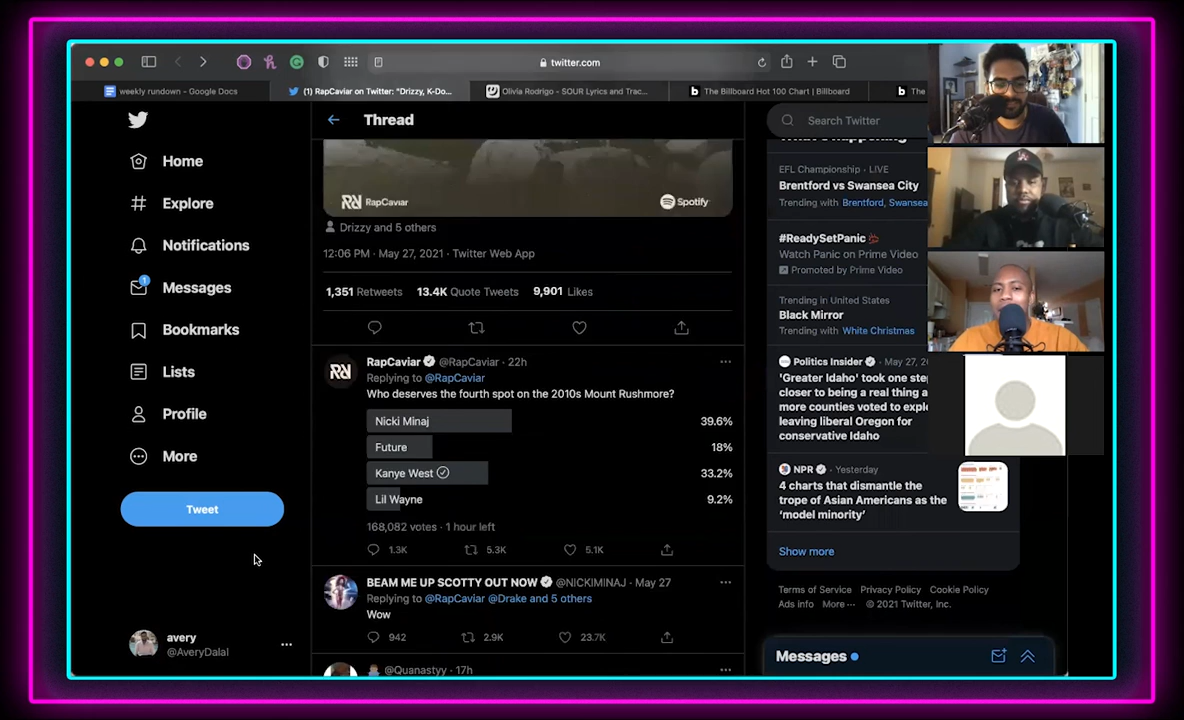 twitter.com
weekly rundown - Google Docs
(1) RapCaviar on Twitter: "Drizzy, K-Do...
Olivia Rodrigo - SOUR Lyrics and Trac...
The Billboard Hot 100 Chart | Billboard
The
Home
Explore
Notifications
1
Messages
Bookmarks
Lists
Profile
More
Tweet
avery
@AveryDalal
Thread
RapCaviar
Spotify
Drizzy and 5 others
12:06 PM · May 27, 2021 · Twitter Web App
1,351 Retweets 13.4K Quote Tweets 9,901 Likes
RapCaviar @RapCaviar · 22h
Replying to @RapCaviar
Who deserves the fourth spot on the 2010s Mount Rushmore?
Nicki Minaj 39.6%
Future 18%
Kanye West 33.2%
Lil Wayne 9.2%
168,082 votes · 1 hour left
1.3K 5.3K 5.1K
BEAM ME UP SCOTTY OUT NOW @NICKIMINAJ · May 27
Replying to @RapCaviar @Drake and 5 others
Wow
942 2.9K 23.7K
@Quanastyy · 17h
Search Twitter
What's happening
EFL Championship · LIVE
Brentford vs Swansea City
Trending with Brentford, Swansea
#ReadySetPanic
Watch Panic on Prime Video
Promoted by Prime Video
Trending in United States
Black Mirror
Trending with White Christmas
Politics Insider · May 27, 20
'Greater Idaho' took one step
closer to being a real thing a
more counties voted to explo
leaving liberal Oregon for
conservative Idaho
NPR · Yesterday
4 charts that dismantle the
trope of Asian Americans as the
'model minority'
Show more
Terms of Service Privacy Policy Cookie Policy
Ads info More ··· © 2021 Twitter, Inc.
Messages